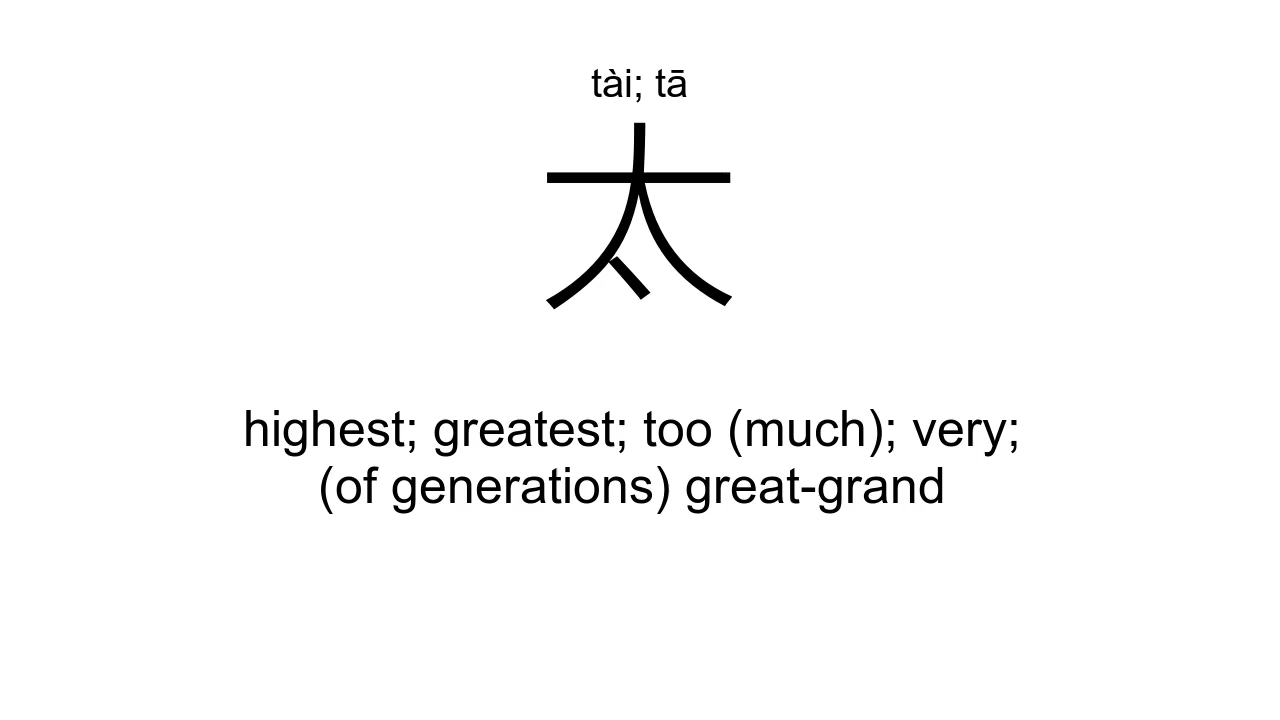 tài; tā
太
highest; greatest; too (much); very;
(of generations) great-grand